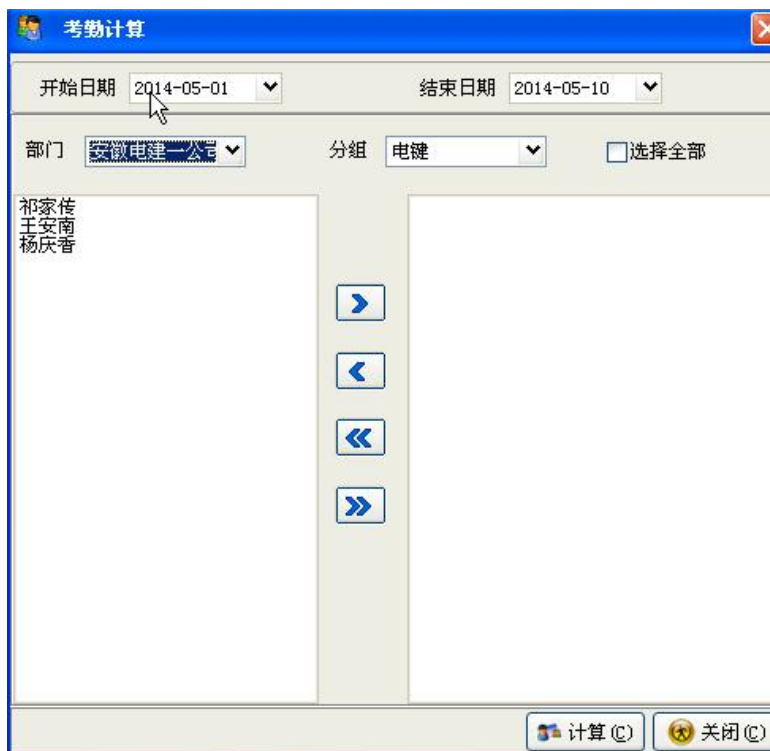 考勤计算
开始日期 2014-05-01 结束日期 2014-05-10
部门 安徽电建一公司 分组 电键 选择全部
祁家传
王安南
杨庆香
计算(C) 关闭(C)